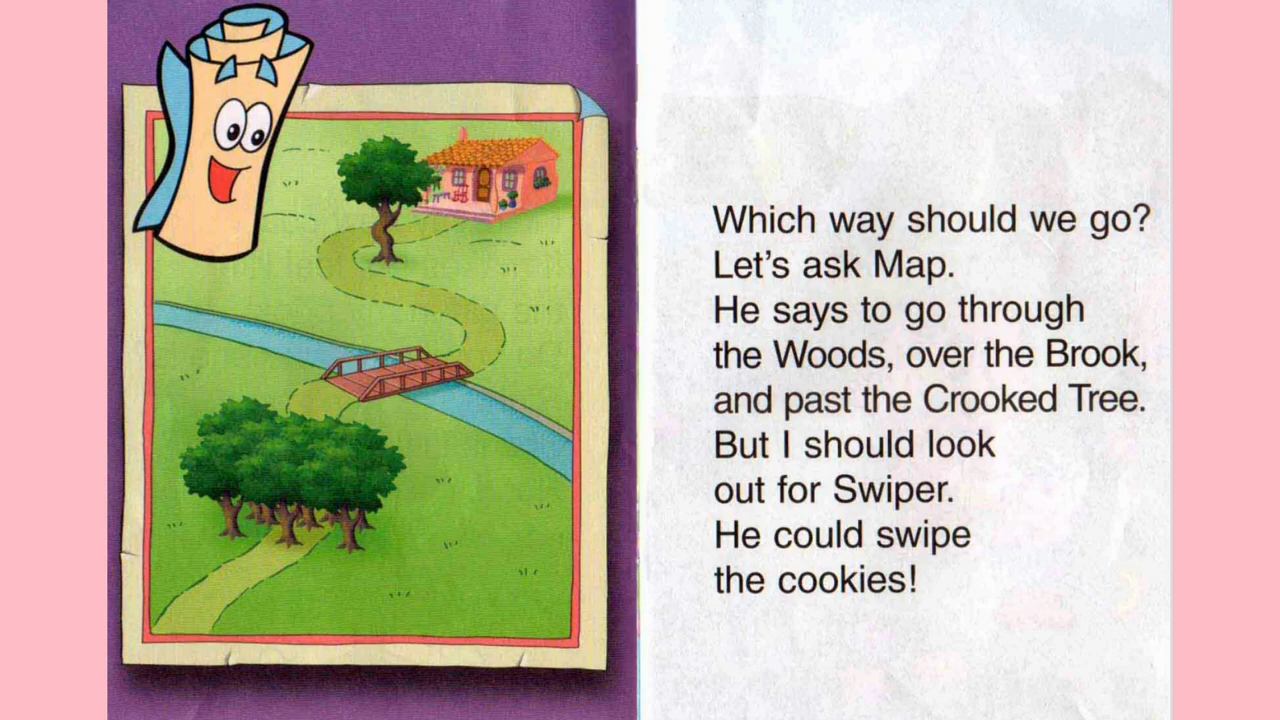 Which way should we go?
Let's ask Map.
He says to go through
the Woods, over the Brook,
and past the Crooked Tree.
But I should look
out for Swiper.
He could swipe
the cookies!